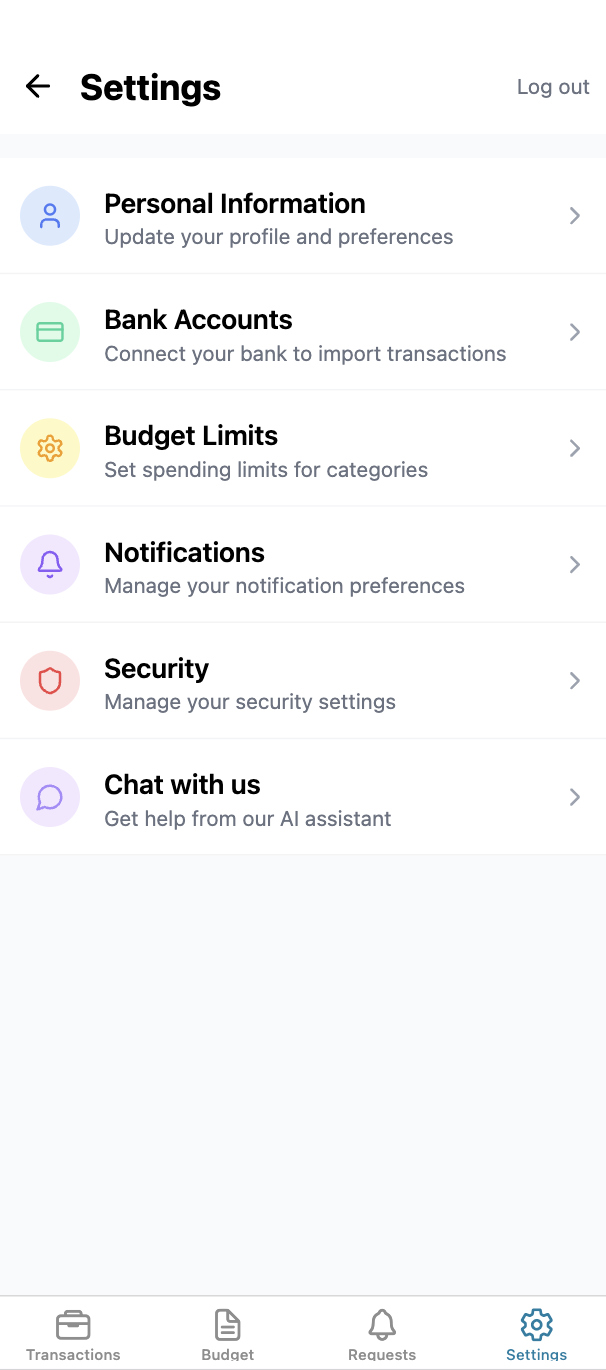 Settings
Log out
Personal Information
Update your profile and preferences
Bank Accounts
Connect your bank to import transactions
Budget Limits
Set spending limits for categories
Notifications
Manage your notification preferences
Security
Manage your security settings
Chat with us
Get help from our AI assistant
Transactions
Budget
Requests
Settings